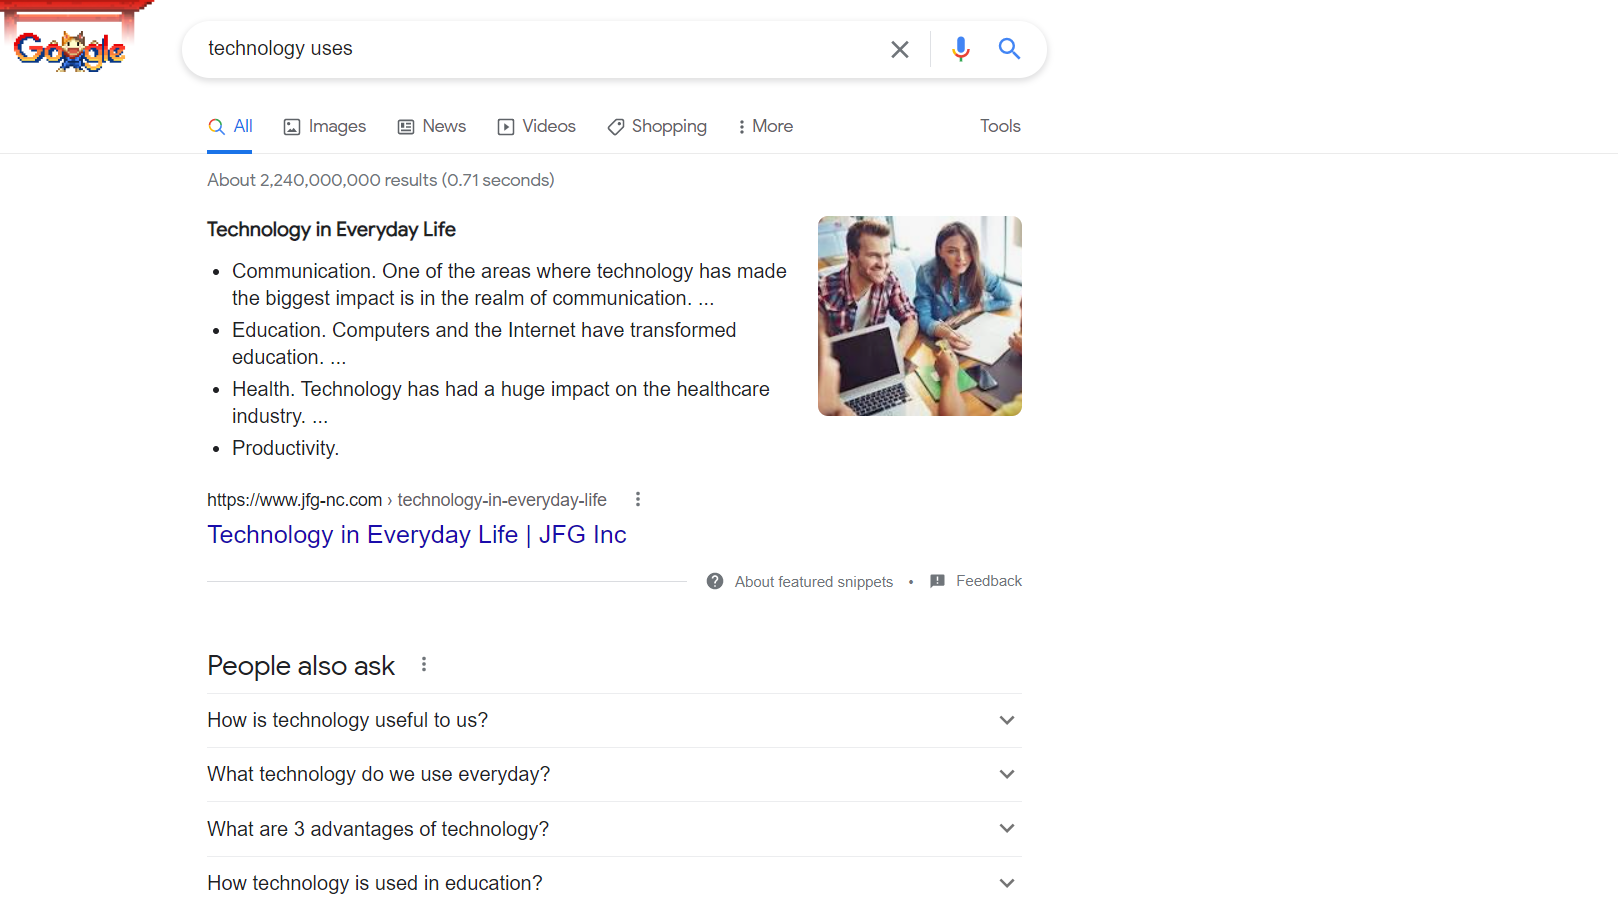 Google
technology uses
All
Images
News
Videos
Shopping
More
Tools
About 2,240,000,000 results (0.71 seconds)
Technology in Everyday Life
• Communication. One of the areas where technology has made
the biggest impact is in the realm of communication. ...
• Education. Computers and the Internet have transformed
education. ...
• Health. Technology has had a huge impact on the healthcare
industry. ...
• Productivity.
https://www.jfg-nc.com › technology-in-everyday-life
Technology in Everyday Life | JFG Inc
About featured snippets • Feedback
People also ask
How is technology useful to us?
What technology do we use everyday?
What are 3 advantages of technology?
How technology is used in education?